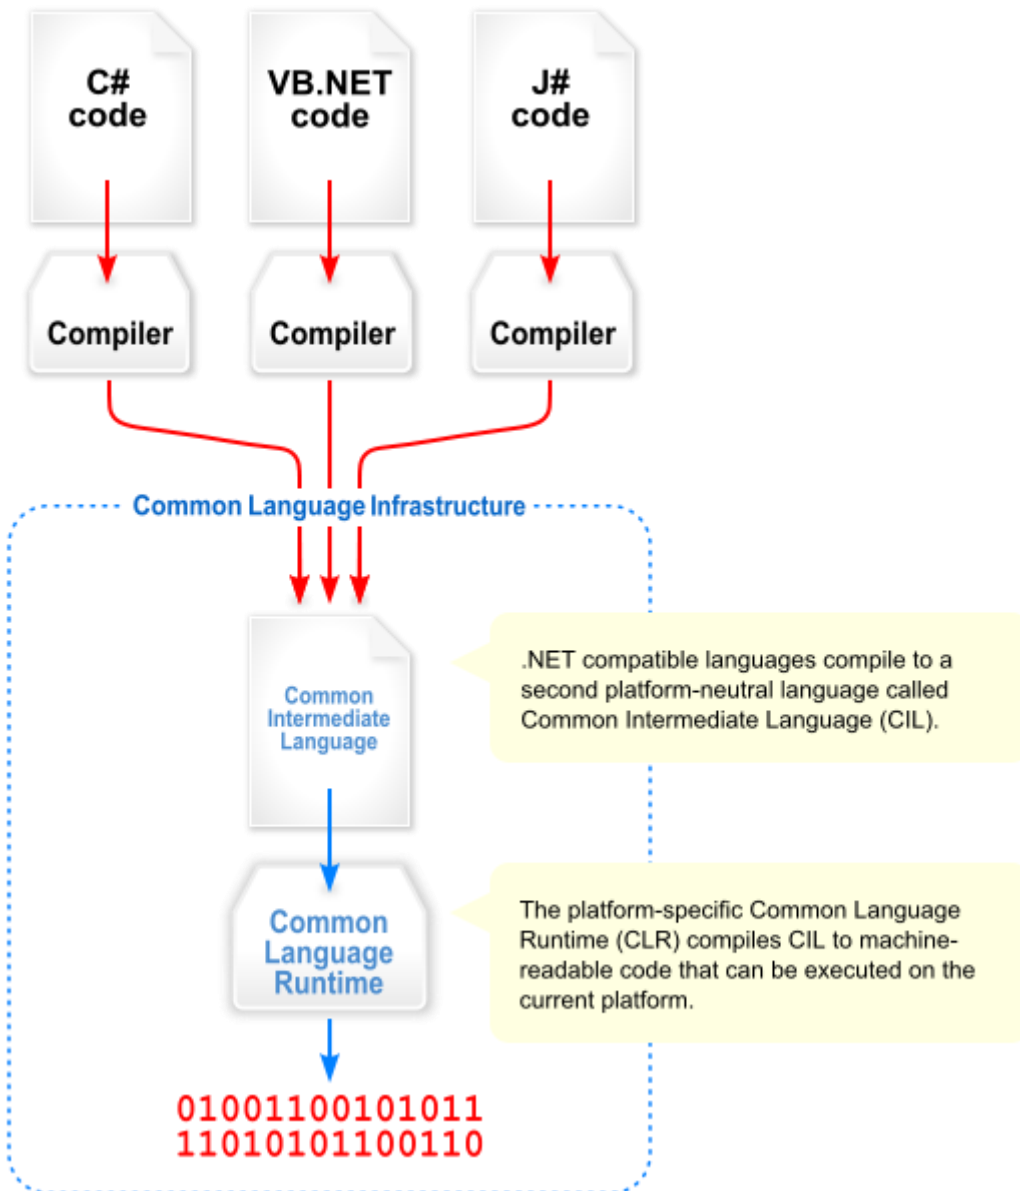 C#
code
VB.NET
code
J#
code
Compiler
Compiler
Compiler
Common Language Infrastructure
Common
Intermediate
Language
.NET compatible languages compile to a
second platform-neutral language called
Common Intermediate Language (CIL).
Common
Language
Runtime
The platform-specific Common Language
Runtime (CLR) compiles CIL to machine-
readable code that can be executed on the
current platform.
01001100101011
11010101100110